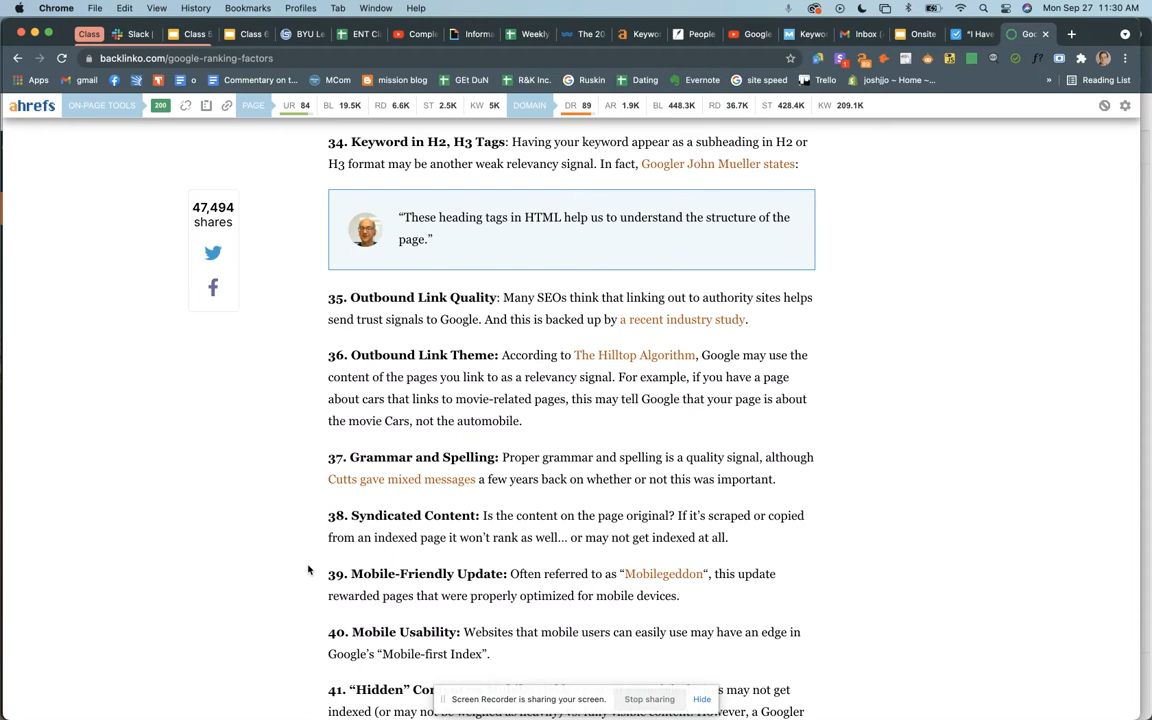 Chrome File Edit View History Bookmarks Profiles Tab Window Help Mon Sep 27 11:30 AM
Class Slack | Class 5 Class 6 BYU Le ENT Cl Comple Informa Weekly The 20 Keywo People Google Keywor Inbox ( Onsite "I Have Goo
backlinko.com/google-ranking-factors
Apps gmail o Commentary on t... MCom mission blog GEt DuN R&K Inc. Ruskin Dating Evernote site speed Trello joshjjo ~ Home ~... » Reading List
ahrefs ON-PAGE TOOLS 200 PAGE UR 84 BL 19.5K RD 6.6K ST 2.5K KW 5K DOMAIN DR 89 AR 1.9K BL 448.3K RD 36.7K ST 428.4K KW 209.1K
34. Keyword in H2, H3 Tags: Having your keyword appear as a subheading in H2 or
H3 format may be another weak relevancy signal. In fact, Googler John Mueller states:
47,494
shares
“These heading tags in HTML help us to understand the structure of the
page.”
35. Outbound Link Quality: Many SEOs think that linking out to authority sites helps
send trust signals to Google. And this is backed up by a recent industry study.
36. Outbound Link Theme: According to The Hilltop Algorithm, Google may use the
content of the pages you link to as a relevancy signal. For example, if you have a page
about cars that links to movie-related pages, this may tell Google that your page is about
the movie Cars, not the automobile.
37. Grammar and Spelling: Proper grammar and spelling is a quality signal, although
Cutts gave mixed messages a few years back on whether or not this was important.
38. Syndicated Content: Is the content on the page original? If it’s scraped or copied
from an indexed page it won’t rank as well… or may not get indexed at all.
39. Mobile-Friendly Update: Often referred to as “Mobilegeddon“, this update
rewarded pages that were properly optimized for mobile devices.
40. Mobile Usability: Websites that mobile users can easily use may have an edge in
Google’s “Mobile-first Index”.
41. “Hidden” Con may not get
Screen Recorder is sharing your screen. Stop sharing Hide
indexed (or may no However, a Googler